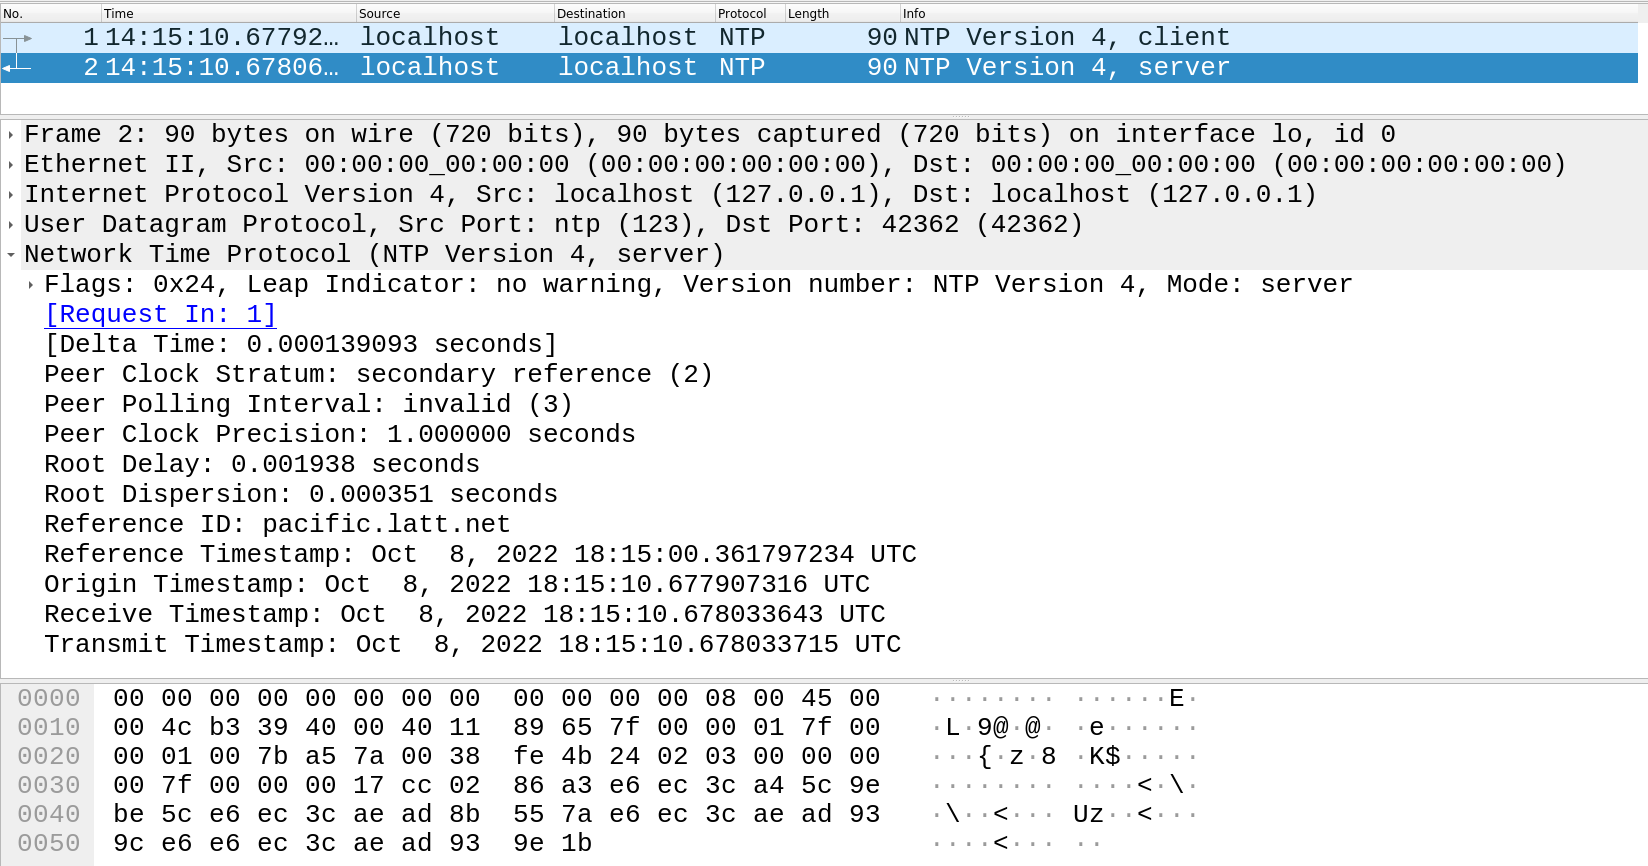 No. Time Source Destination Protocol Length Info
1 14:15:10.67792… localhost localhost NTP 90 NTP Version 4, client
2 14:15:10.67806… localhost localhost NTP 90 NTP Version 4, server
Frame 2: 90 bytes on wire (720 bits), 90 bytes captured (720 bits) on interface lo, id 0
Ethernet II, Src: 00:00:00_00:00:00 (00:00:00:00:00:00), Dst: 00:00:00_00:00:00 (00:00:00:00:00:00)
Internet Protocol Version 4, Src: localhost (127.0.0.1), Dst: localhost (127.0.0.1)
User Datagram Protocol, Src Port: ntp (123), Dst Port: 42362 (42362)
Network Time Protocol (NTP Version 4, server)
Flags: 0x24, Leap Indicator: no warning, Version number: NTP Version 4, Mode: server
[Request In: 1]
[Delta Time: 0.000139093 seconds]
Peer Clock Stratum: secondary reference (2)
Peer Polling Interval: invalid (3)
Peer Clock Precision: 1.000000 seconds
Root Delay: 0.001938 seconds
Root Dispersion: 0.000351 seconds
Reference ID: pacific.latt.net
Reference Timestamp: Oct  8, 2022 18:15:00.361797234 UTC
Origin Timestamp: Oct  8, 2022 18:15:10.677907316 UTC
Receive Timestamp: Oct  8, 2022 18:15:10.678033643 UTC
Transmit Timestamp: Oct  8, 2022 18:15:10.678033715 UTC
0000 00 00 00 00 00 00 00 00 00 00 00 00 08 00 45 00 ········ ······E·
0010 00 4c b3 39 40 00 40 11 89 65 7f 00 00 01 7f 00 ·L·9@·@· ·e······
0020 00 01 00 7b a5 7a 00 38 fe 4b 24 02 03 00 00 00 ···{·z·8 ·K$·····
0030 00 7f 00 00 00 17 cc 02 86 a3 e6 ec 3c a4 5c 9e ········ ····<·\·
0040 be 5c e6 ec 3c ae ad 8b 55 7a e6 ec 3c ae ad 93 ·\··<··· Uz··<···
0050 9c e6 e6 ec 3c ae ad 93 9e 1b ····<··· ··